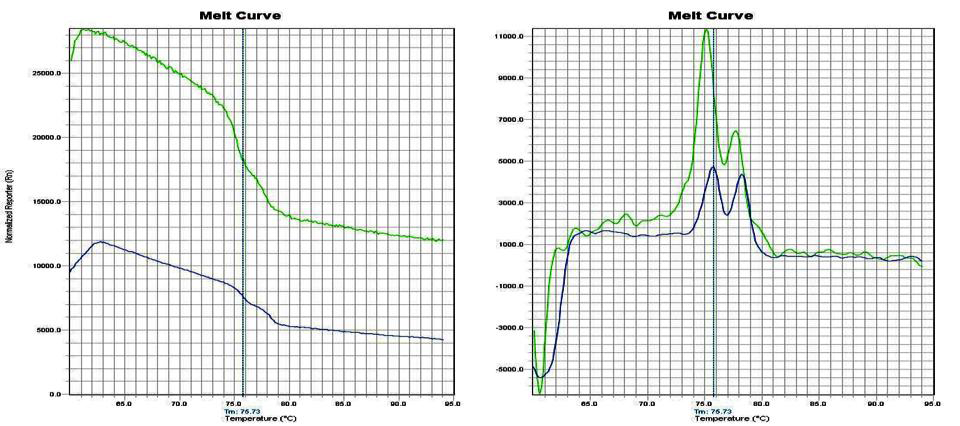 Melt Curve
Normalized Reporter (Rn)
25000.0
20000.0
15000.0
10000.0
5000.0
0.0
65.0 70.0 75.0 80.0 85.0 90.0 95.0
Tm: 75.73
Temperature (°C)
Melt Curve
11000.0
9000.0
7000.0
5000.0
3000.0
1000.0
-1000.0
-3000.0
-5000.0
65.0 70.0 75.0 80.0 85.0 90.0 95.0
Tm: 75.73
Temperature (°C)